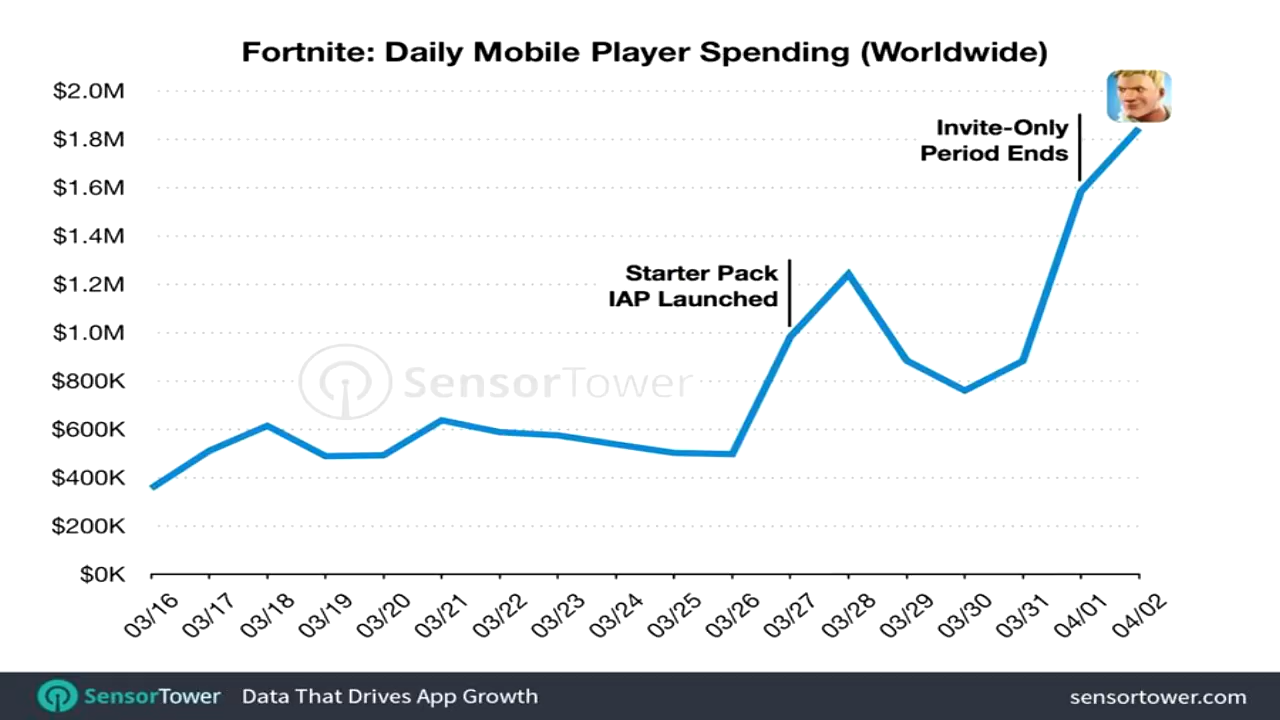 Fortnite: Daily Mobile Player Spending (Worldwide)
$2.0M
$1.8M
$1.6M
$1.4M
$1.2M
$1.0M
$800K
$600K
$400K
$200K
$0K
Invite-Only
Period Ends
Starter Pack
IAP Launched
SensorTower
03/16
03/17
03/18
03/19
03/20
03/21
03/22
03/23
03/24
03/25
03/26
03/27
03/28
03/29
03/30
03/31
04/01
04/02
SensorTower Data That Drives App Growth
sensortower.com